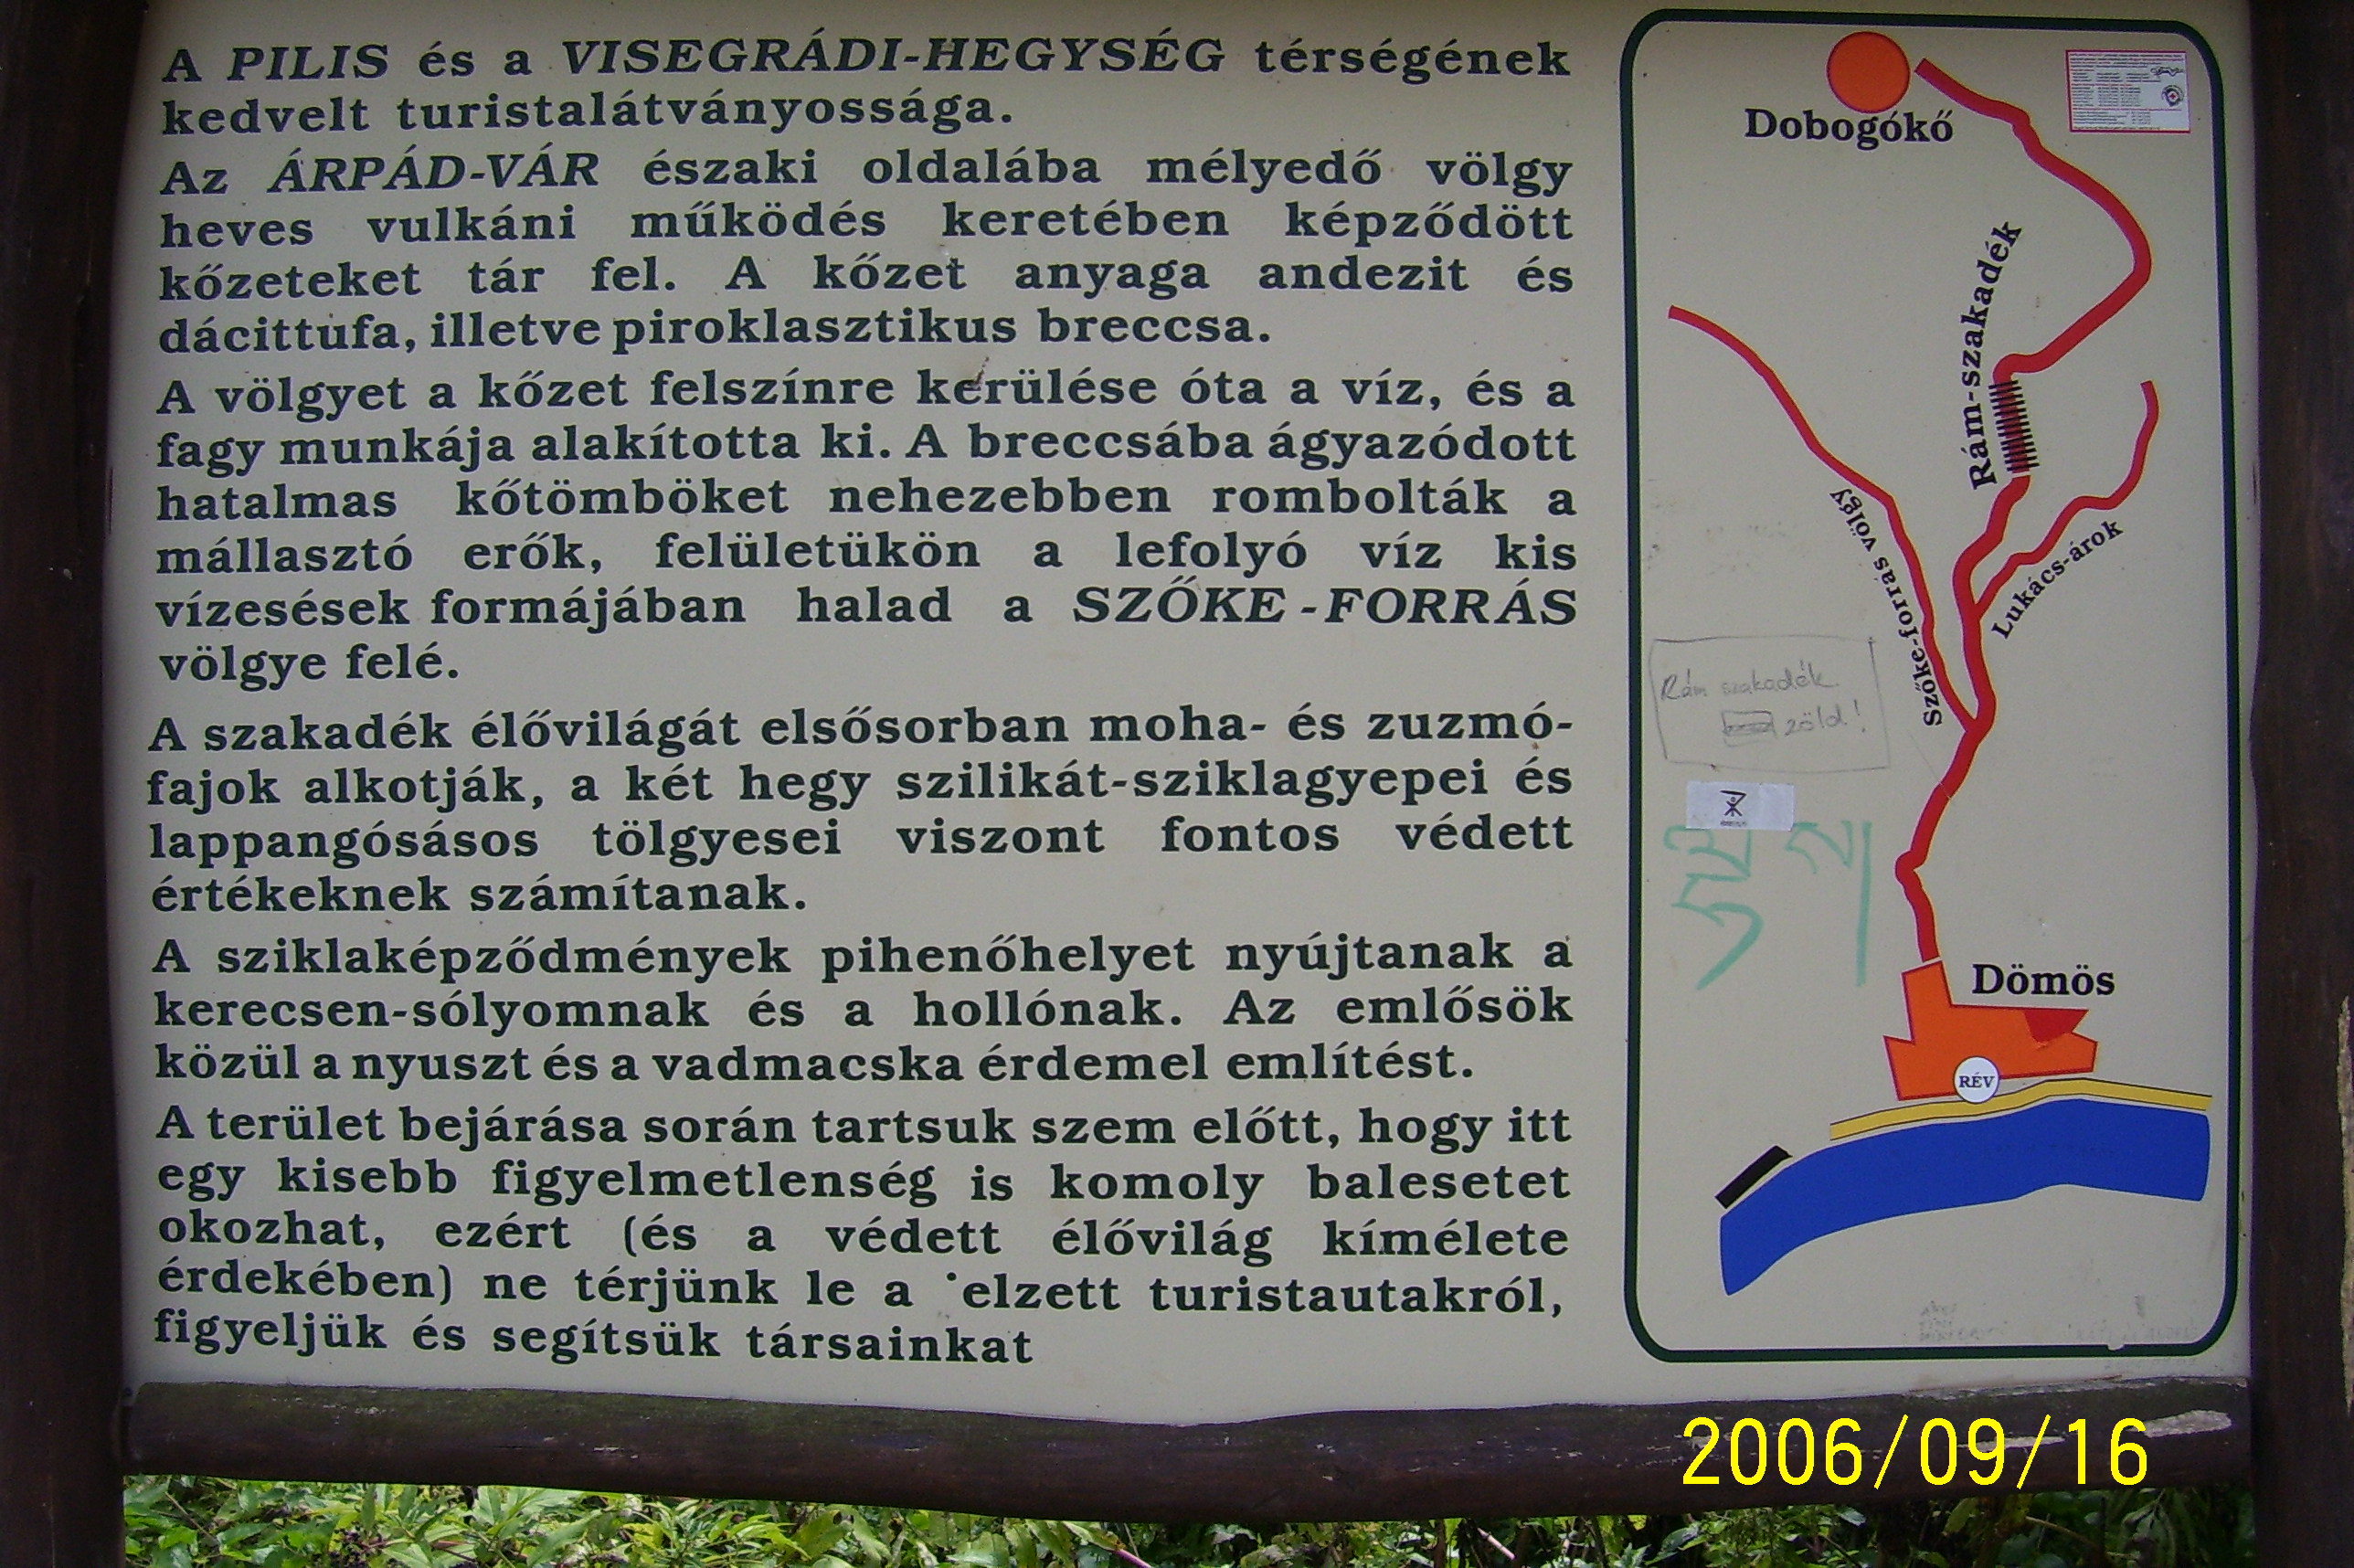 A PILIS és a VISEGRÁDI-HEGYSÉG térségének
kedvelt turistalátványossága.
Az ÁRPÁD-VÁR északi oldalába mélyedő völgy
heves vulkáni működés keretében képződött
kőzeteket tár fel. A kőzet anyaga andezit és
dácittufa, illetve piroklasztikus breccsa.
A völgyet a kőzet felszínre kerülése óta a víz, és a
fagy munkája alakította ki. A breccsába ágyazódott
hatalmas kőtömböket nehezebben rombolták a
mállasztó erők, felületükön a lefolyó víz kis
vízesések formájában halad a SZŐKE-FORRÁS
völgye felé.
A szakadék élővilágát elsősorban moha- és zuzmó-
fajok alkotják, a két hegy szilikát-sziklagyepei és
lappangósásos tölgyesei viszont fontos védett
értékeknek számítanak.
A sziklaképződmények pihenőhelyet nyújtanak a
kerecsen-sólyomnak és a hollónak. Az emlősök
közül a nyuszt és a vadmacska érdemel említést.
A terület bejárása során tartsuk szem előtt, hogy itt
egy kisebb figyelmetlenség is komoly balesetet
okozhat, ezért (és a védett élővilág kímélete
érdekében) ne térjünk le a elzett turistautakról,
figyeljük és segítsük társainkat
Dobogókő
Rám-szakadék
Szőke-forrás völgy
Lukács-árok
Rám szakadék
zöld!
Dömös
RÉV
2006/09/16